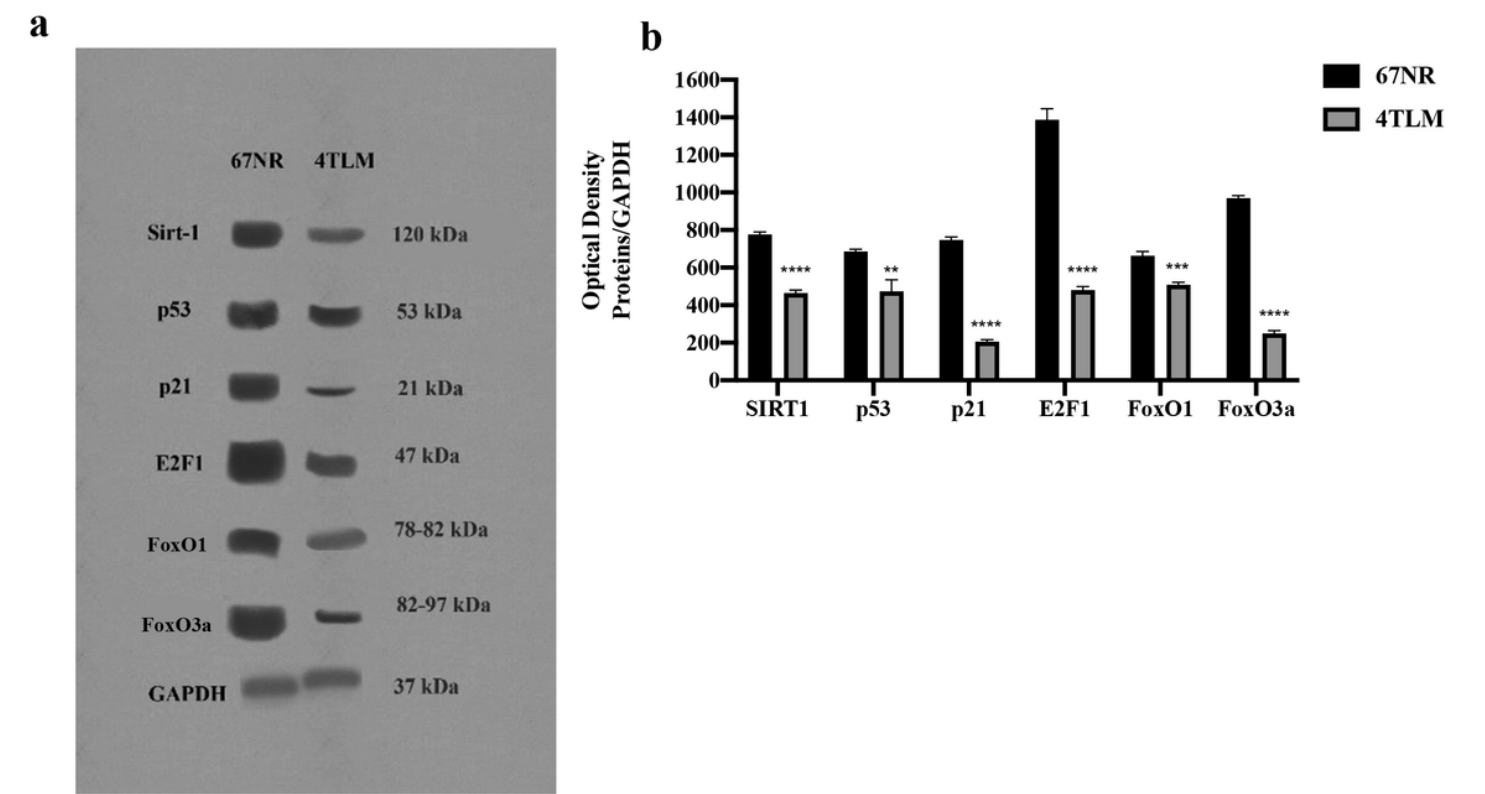 a
67NR 4TLM
Sirt-1 120 kDa
p53 53 kDa
p21 21 kDa
E2F1 47 kDa
FoxO1 78-82 kDa
FoxO3a 82-97 kDa
GAPDH 37 kDa
b
Optical Density
Proteins/GAPDH
1600
1400
1200
1000
800
600
400
200
0
**** ** **** **** *** ****
SIRT1 p53 p21 E2F1 FoxO1 FoxO3a
67NR
4TLM